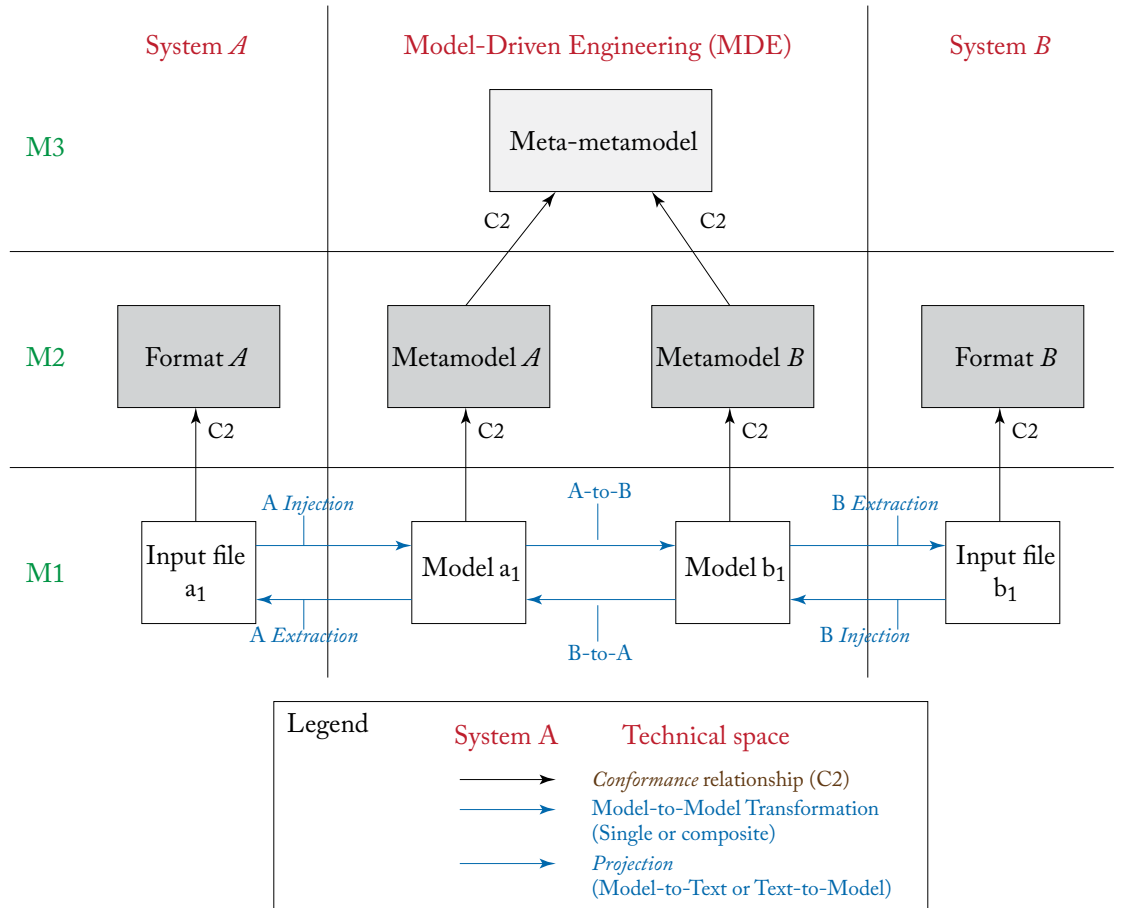 System A
Model-Driven Engineering (MDE)
System B
M3
Meta-metamodel
C2
C2
M2
Format A
Metamodel A
Metamodel B
Format B
C2
C2
C2
C2
M1
A Injection
A-to-B
B Extraction
Input file
a1
Model a1
Model b1
Input file
b1
A Extraction
B-to-A
B Injection
Legend
System A
Technical space
Conformance relationship (C2)
Model-to-Model Transformation
(Single or composite)
Projection
(Model-to-Text or Text-to-Model)